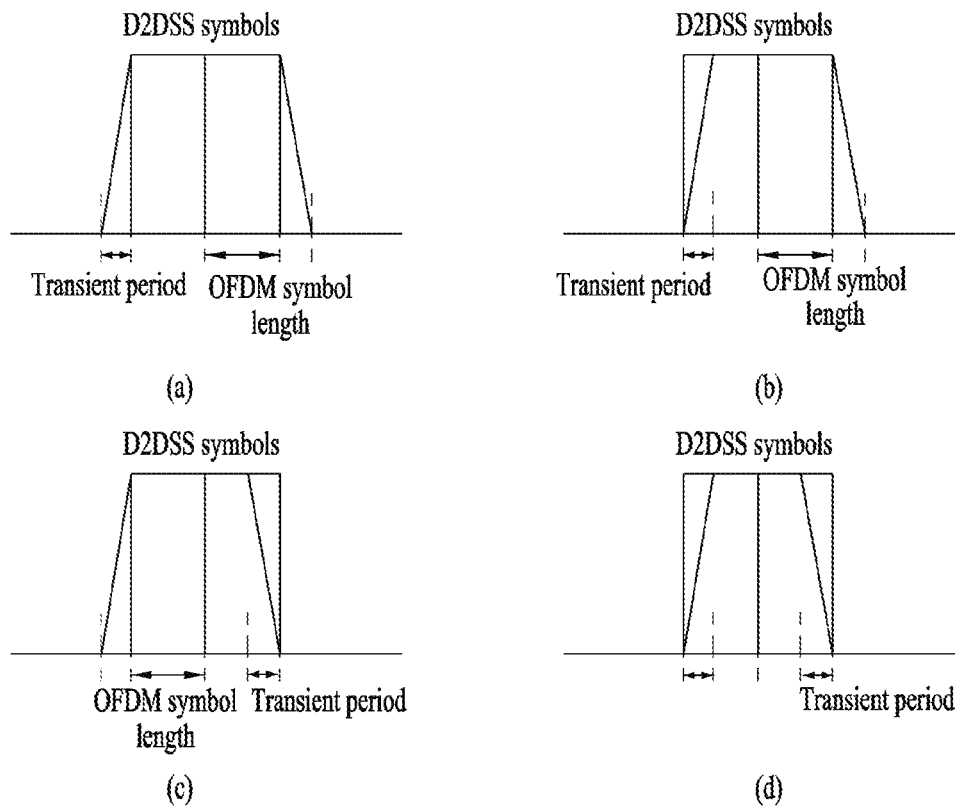 D2DSS symbols
Transient period
OFDM symbol
length
(a)
D2DSS symbols
Transient period
OFDM symbol
length
(b)
D2DSS symbols
OFDM symbol
length
Transient period
(c)
D2DSS symbols
Transient period
(d)